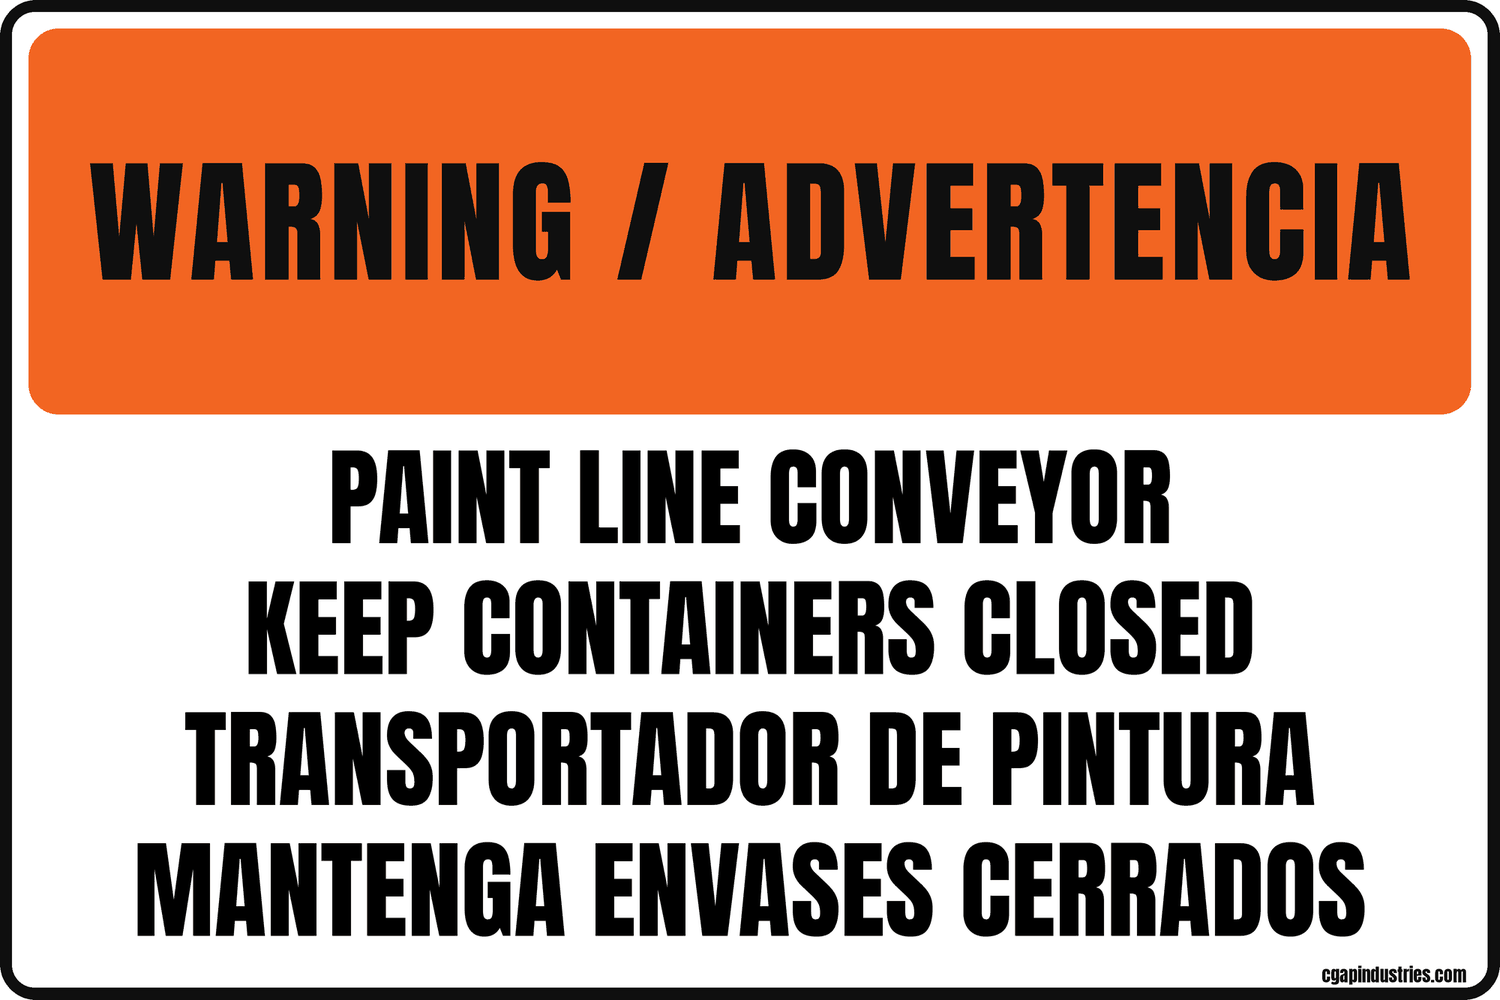 WARNING / ADVERTENCIA
PAINT LINE CONVEYOR
KEEP CONTAINERS CLOSED
TRANSPORTADOR DE PINTURA
MANTENGA ENVASES CERRADOS
cgapindustries.com